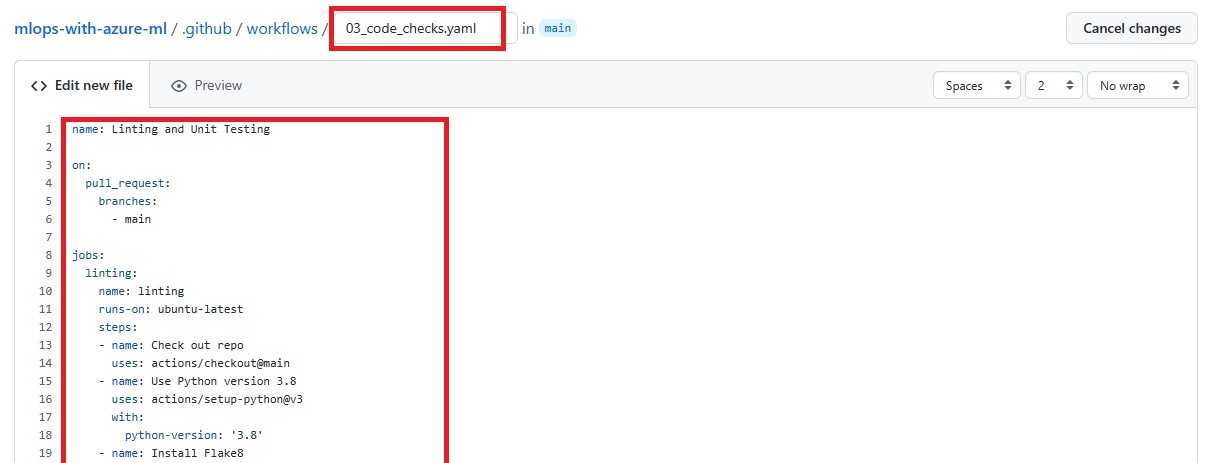 mlops-with-azure-ml / .github / workflows / 03_code_checks.yaml in main Cancel changes
<> Edit new file Preview Spaces 2 No wrap
1 name: Linting and Unit Testing
2
3 on:
4   pull_request:
5     branches:
6       - main
7
8 jobs:
9   linting:
10     name: linting
11     runs-on: ubuntu-latest
12     steps:
13     - name: Check out repo
14       uses: actions/checkout@main
15     - name: Use Python version 3.8
16       uses: actions/setup-python@v3
17       with:
18         python-version: '3.8'
19     - name: Install Flake8